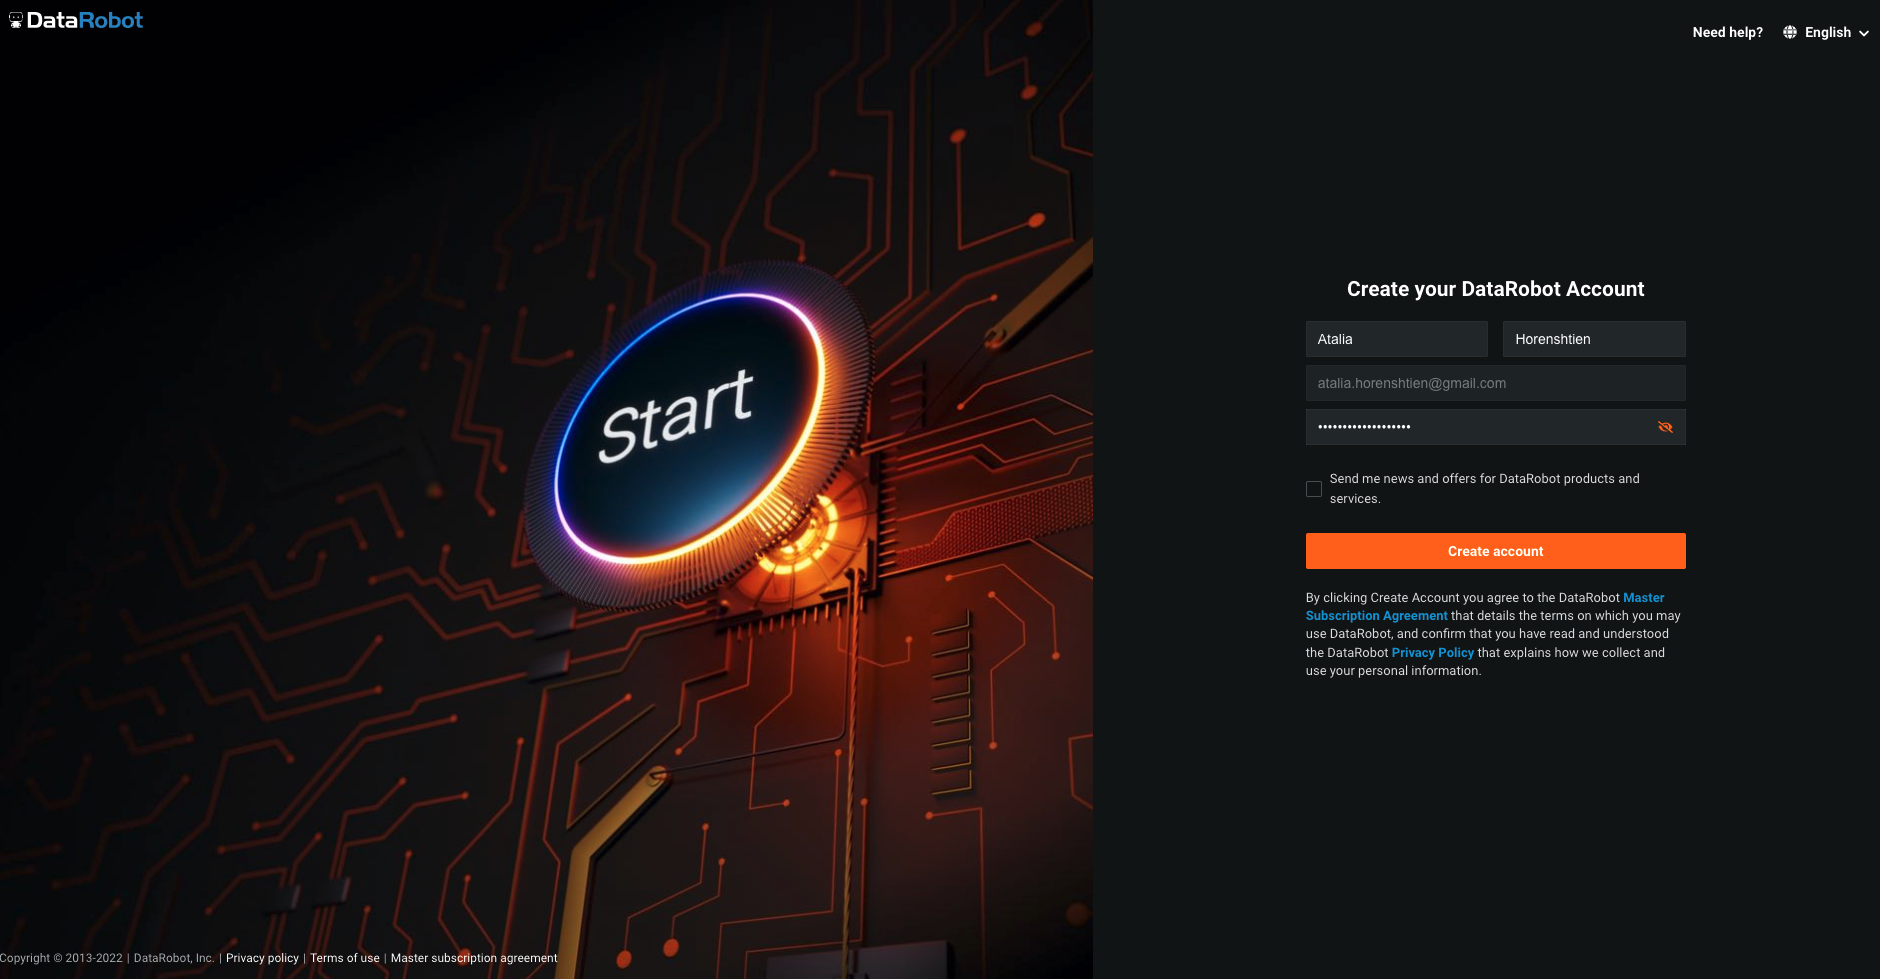 DataRobot
Need help?
English
Start
Create your DataRobot Account
Atalia
Horenshtien
atalia.horenshtien@gmail.com
•••••••••••••••••••
Send me news and offers for DataRobot products and
services.
Create account
By clicking Create Account you agree to the DataRobot Master
Subscription Agreement that details the terms on which you may
use DataRobot, and confirm that you have read and understood
the DataRobot Privacy Policy that explains how we collect and
use your personal information.
Copyright © 2013-2022 | DataRobot, Inc. | Privacy policy | Terms of use | Master subscription agreement